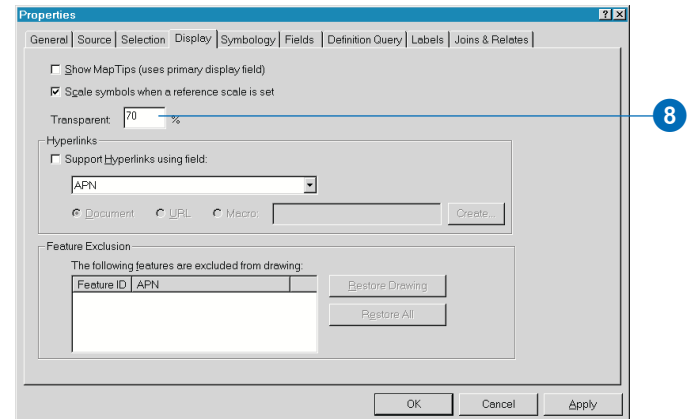 Properties
General Source Selection Display Symbology Fields Definition Query Labels Joins & Relates
Show MapTips (uses primary display field)
Scale symbols when a reference scale is set
Transparent: 70 %
8
Hyperlinks
Support Hyperlinks using field:
APN
Document URL Macro: Create...
Feature Exclusion
The following features are excluded from drawing:
Feature ID APN
Restore Drawing
Restore All
OK Cancel Apply